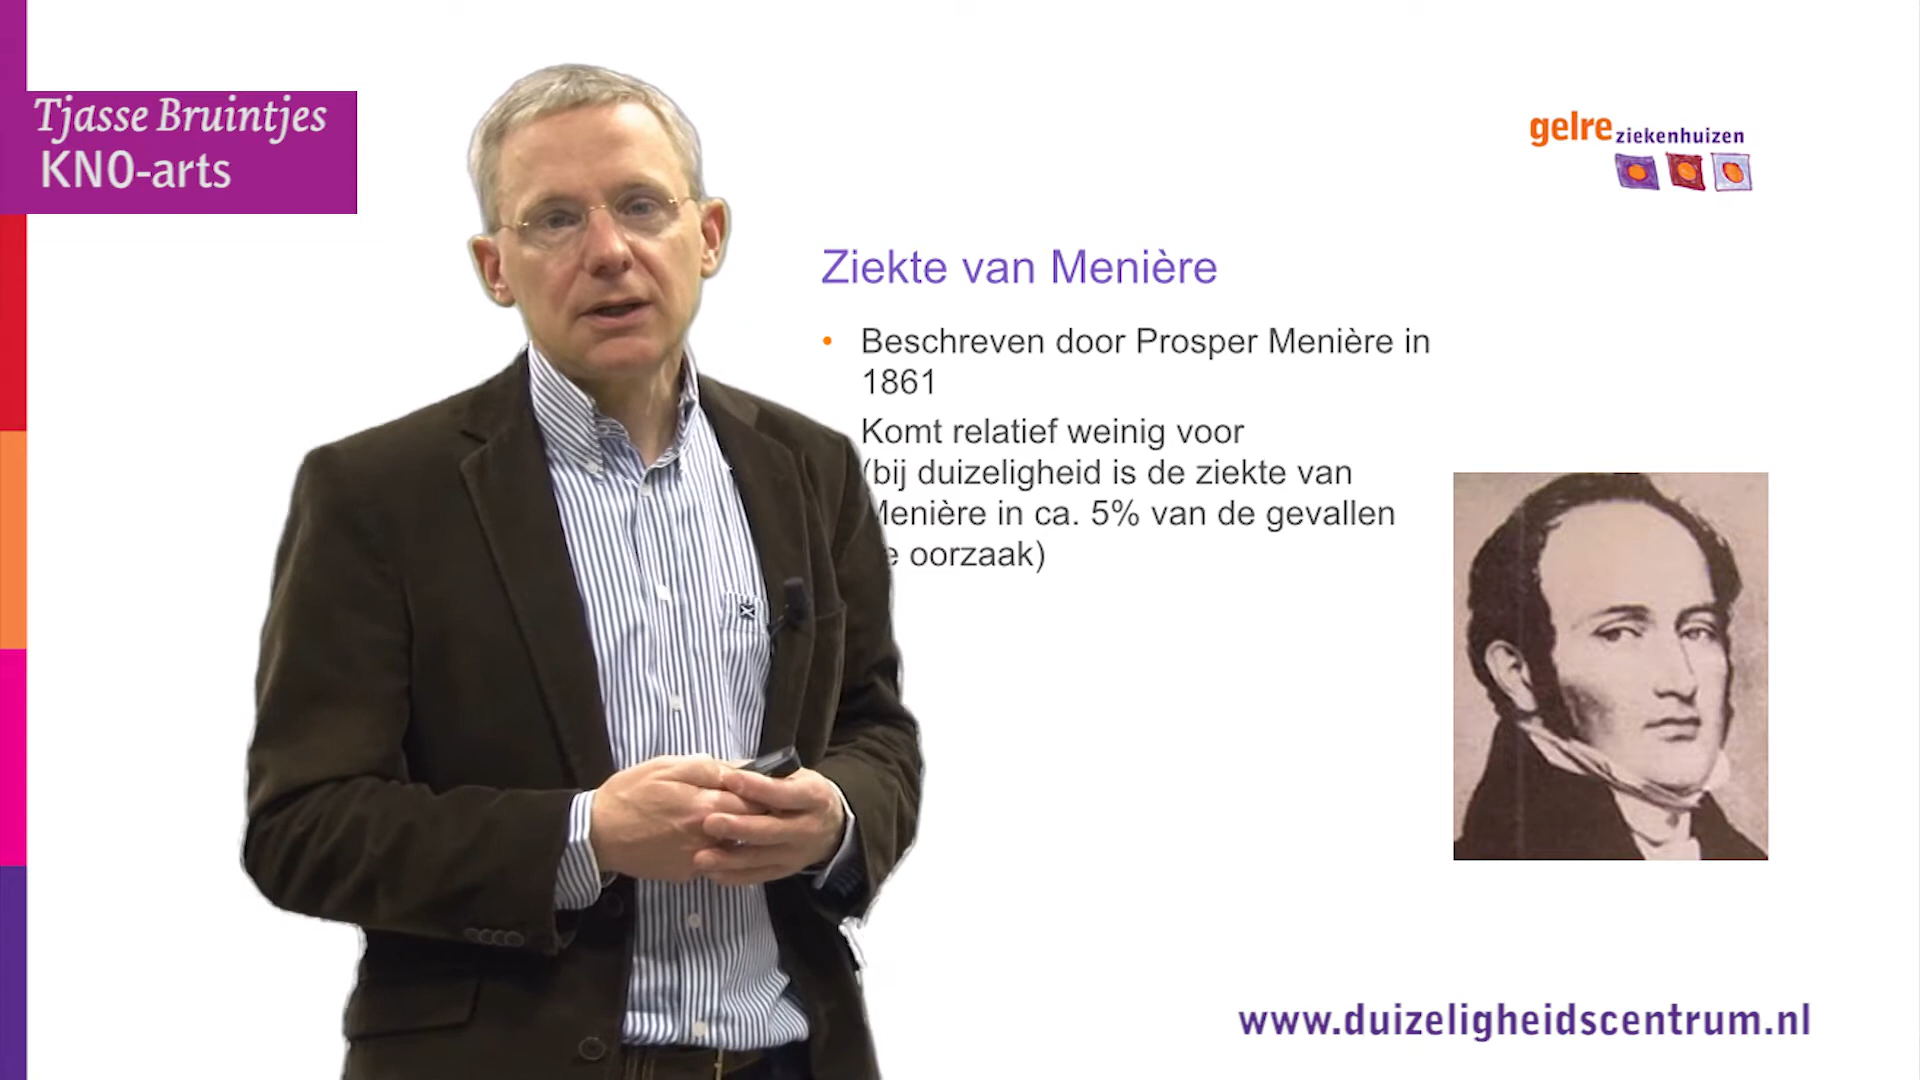 Tjasse Bruintjes
KNO-arts
gelre ziekenhuizen
Ziekte van Menière
• Beschreven door Prosper Menière in
1861
Komt relatief weinig voor
(bij duizeligheid is de ziekte van
Menière in ca. 5% van de gevallen
oorzaak)
www.duizeligheidscentrum.nl